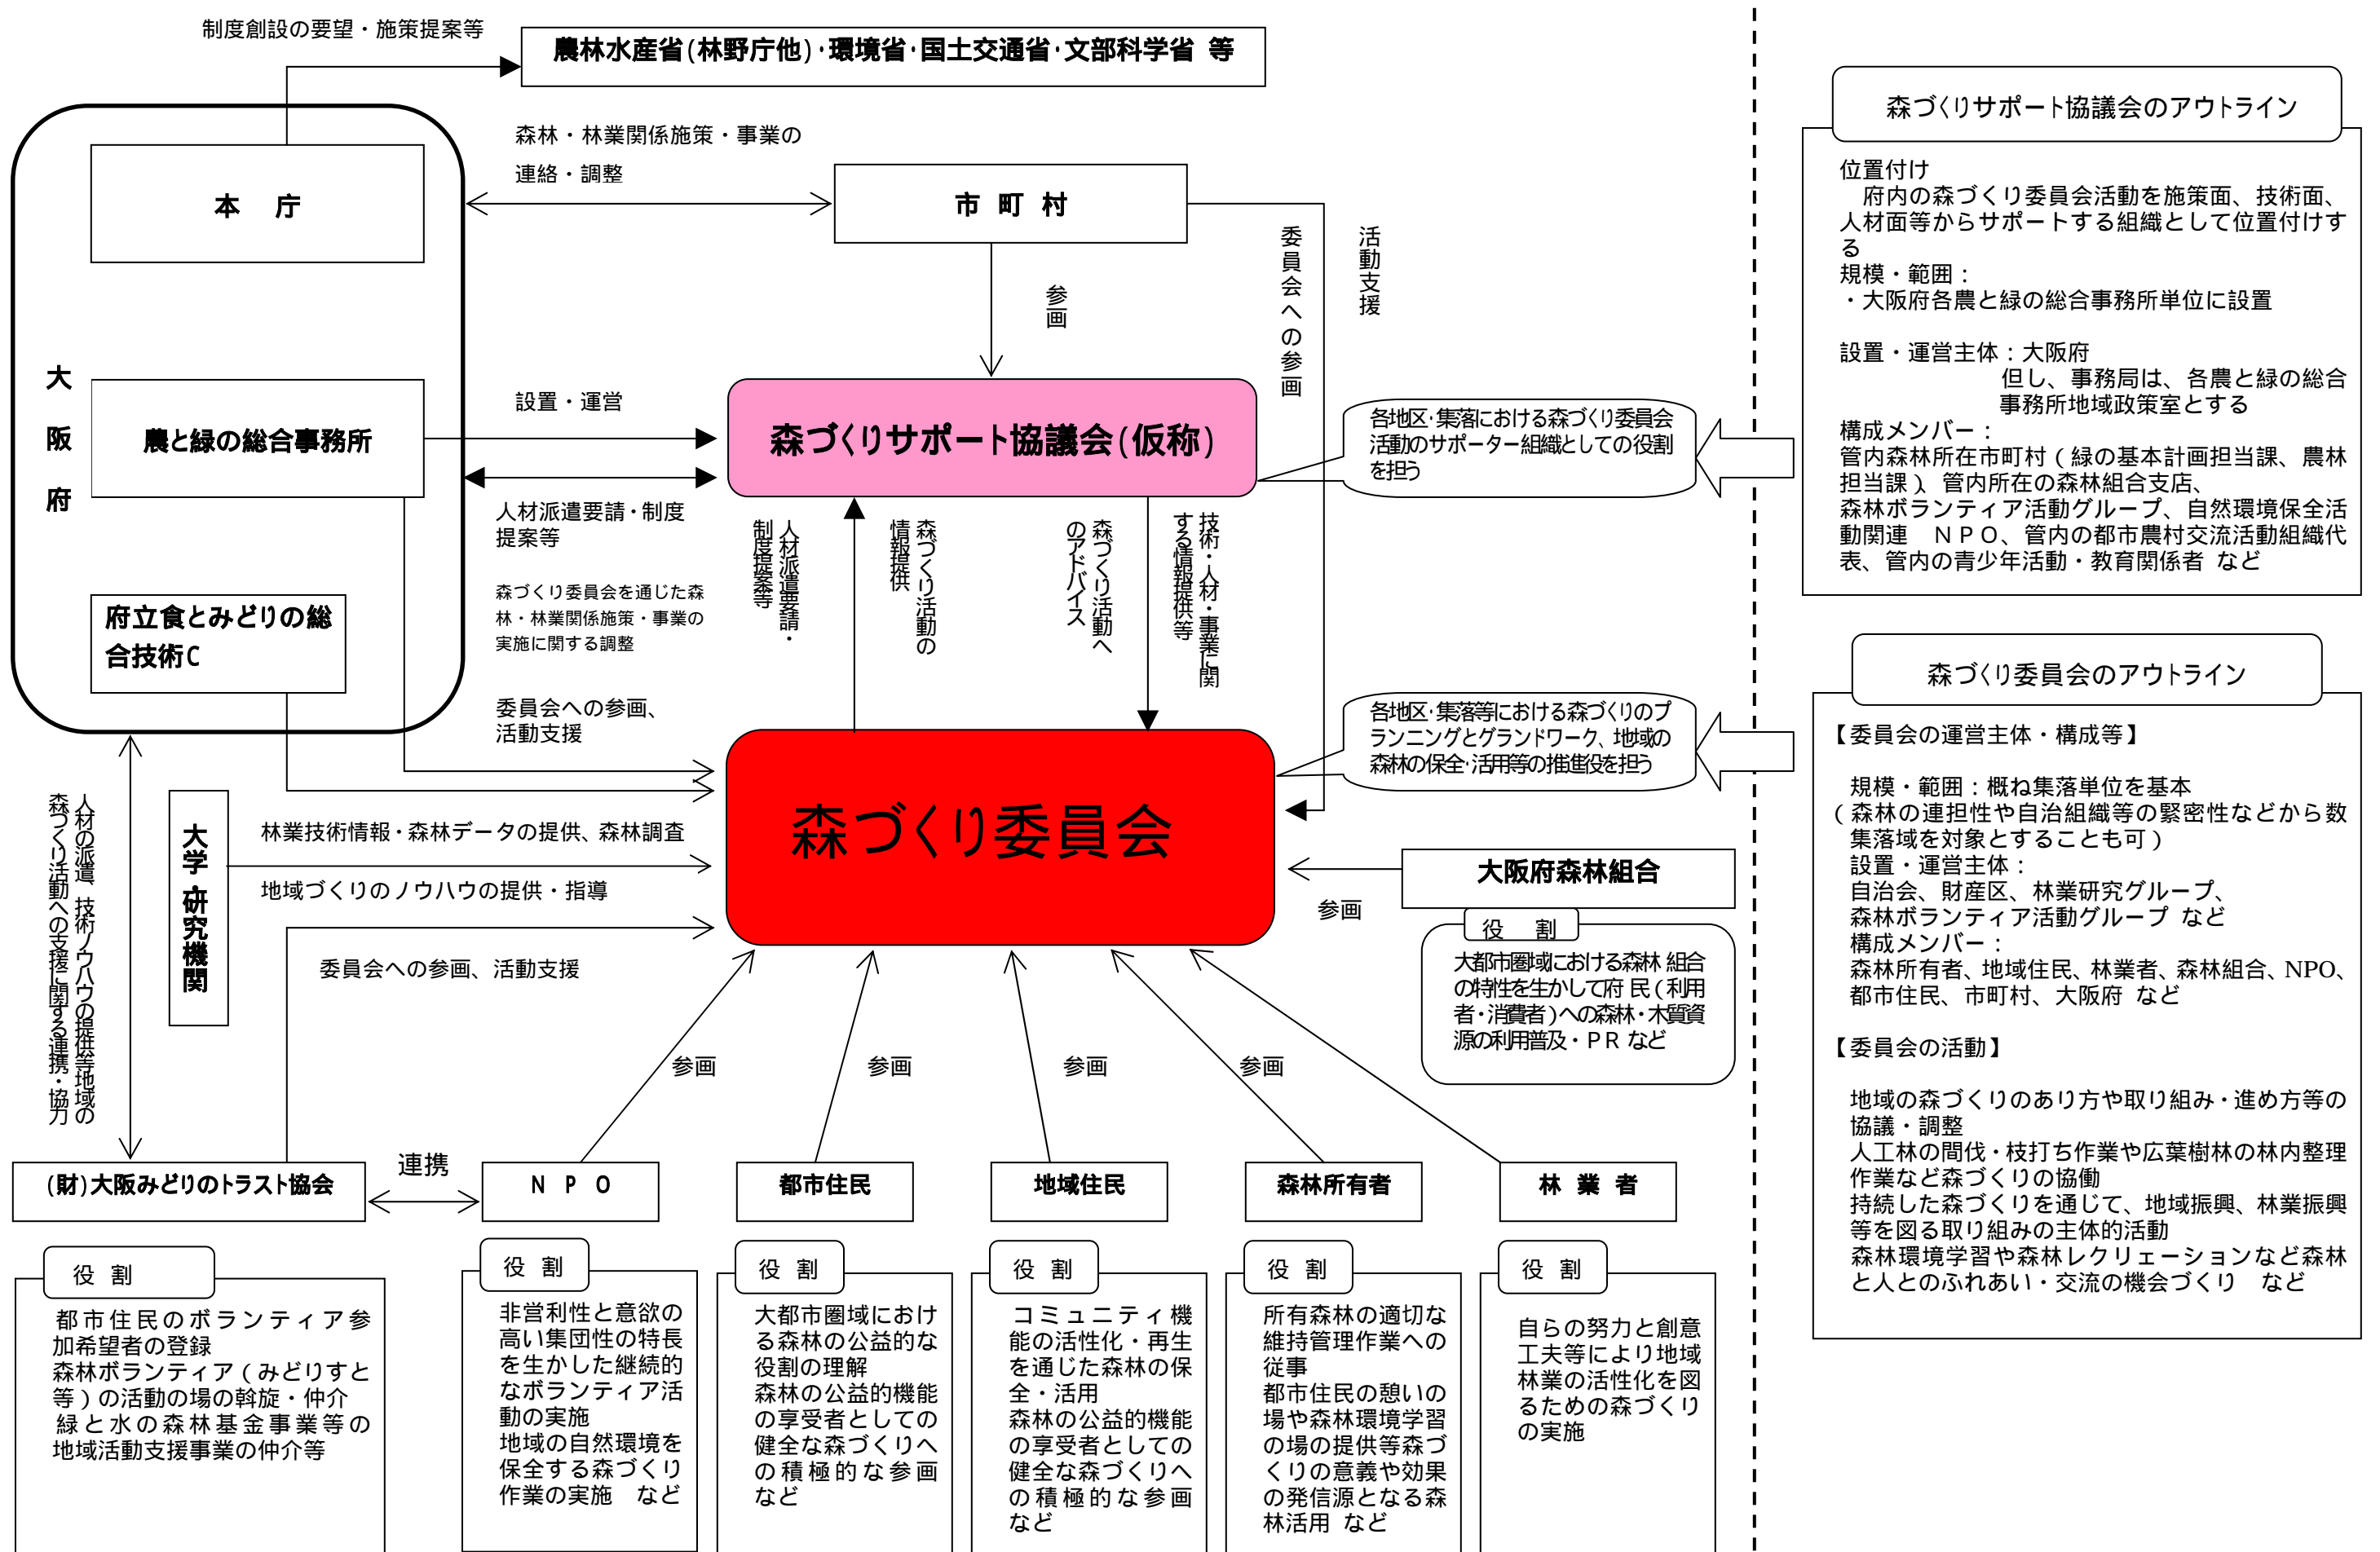 制度創設の要望・施策提案等
農林水産省(林野庁他)・環境省・国土交通省・文部科学省 等
森林・林業関係施策・事業の
連絡・調整
本 庁
市 町 村
委員会への参画
活動支援
参画
大阪府
農と緑の総合事務所
設置・運営
森づくりサポート協議会(仮称)
各地区・集落における森づくり委員会
活動のサポーター組織としての役割
を担う
人材派遣要請・制度
提案等
森づくり委員会を通じた森
林・林業関係施策・事業の
実施に関する調整
人材派遣要請・
制度提案等
森づくり活動の
情報提供
森づくり活動へ
のアドバイス
技術・人材・事業に関
する情報提供等
府立食とみどりの総
合技術C
委員会への参画、
活動支援
各地区・集落等における森づくりのプ
ランニングとグランドワーク、地域の
森林の保全・活用等の推進役を担う
森づくり委員会
人材の派遣、技術ノウハウの提供等地域の
森づくり活動への支援に関する連携・協力
大学・研究機関
林業技術情報・森林データの提供、森林調査
地域づくりのノウハウの提供・指導
委員会への参画、活動支援
大阪府森林組合
参画
役 割
大都市圏域における森林 組合
の特性を生かして府 民（利用
者・消費者)への森林・木質資
源の利用普及・ＰＲ など
参画
参画
参画
参画
(財)大阪みどりのトラスト協会
連携
Ｎ Ｐ Ｏ
都市住民
地域住民
森林所有者
林 業 者
役 割
都市住民のボランティア参
加希望者の登録
森林ボランティア（みどりすと
等）の活動の場の斡旋・仲介
緑と水の森林基金事業等の
地域活動支援事業の仲介等
役 割
非営利性と意欲の
高い集団性の特長
を生かした継続的
なボランティア活
動の実施
地域の自然環境を
保全する森づくり
作業の実施 など
役 割
大都市圏域におけ
る森林の公益的な
役割の理解
森林の公益的機能
の享受者としての
健全な森づくりへ
の積極的な参画
など
役 割
コミュニティ機
能の活性化・再生
を通じた森林の保
全・活用
森林の公益的機能
の享受者としての
健全な森づくりへ
の積極的な参画
など
役 割
所有森林の適切な
維持管理作業への
従事
都市住民の憩いの
場や森林環境学習
の場の提供等森づ
くりの意義や効果
の発信源となる森
林活用 など
役 割
自らの努力と創意
工夫等により地域
林業の活性化を図
るための森づくり
の実施
森づくりサポート協議会のアウトライン
位置付け
府内の森づくり委員会活動を施策面、技術面、
人材面等からサポートする組織として位置付けす
る
規模・範囲：
・大阪府各農と緑の総合事務所単位に設置
設置・運営主体：大阪府
但し、事務局は、各農と緑の総合
事務所地域政策室とする
構成メンバー：
管内森林所在市町村（緑の基本計画担当課、農林
担当課）、管内所在の森林組合支店、
森林ボランティア活動グループ、自然環境保全活
動関連 ＮＰＯ、管内の都市農村交流活動組織代
表、管内の青少年活動・教育関係者 など
森づくり委員会のアウトライン
【委員会の運営主体・構成等】
規模・範囲：概ね集落単位を基本
（森林の連担性や自治組織等の緊密性などから数
集落域を対象とすることも可）
設置・運営主体：
自治会、財産区、林業研究グループ、
森林ボランティア活動グループ など
構成メンバー：
森林所有者、地域住民、林業者、森林組合、NPO、
都市住民、市町村、大阪府 など
【委員会の活動】
地域の森づくりのあり方や取り組み・進め方等の
協議・調整
人工林の間伐・枝打ち作業や広葉樹林の林内整理
作業など森づくりの協働
持続した森づくりを通じて、地域振興、林業振興
等を図る取り組みの主体的活動
森林環境学習や森林レクリェーションなど森林
と人とのふれあい・交流の機会づくり など